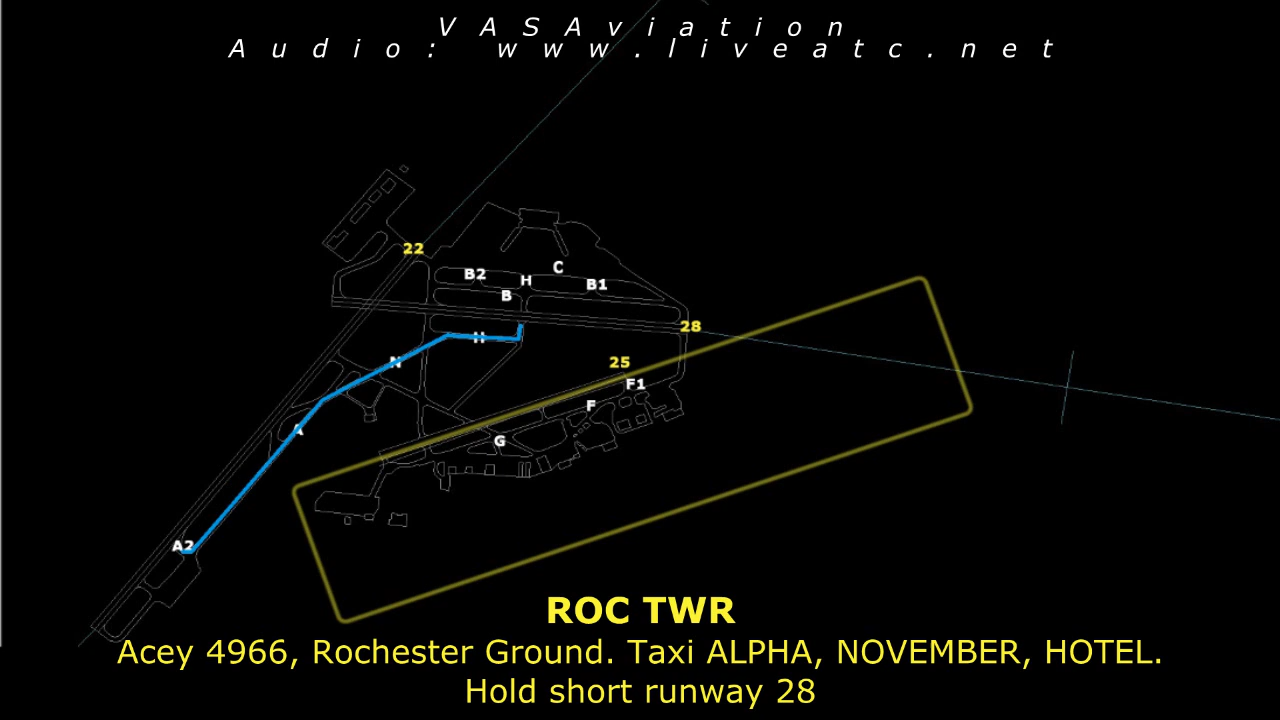 V A S A v i a t i o n
A u d i o : w w w . l i v e a t c . n e t
22
B2
H
C
B1
B
28
H
N
25
F1
F
A
G
A2
ROC TWR
Acey 4966, Rochester Ground. Taxi ALPHA, NOVEMBER, HOTEL.
Hold short runway 28